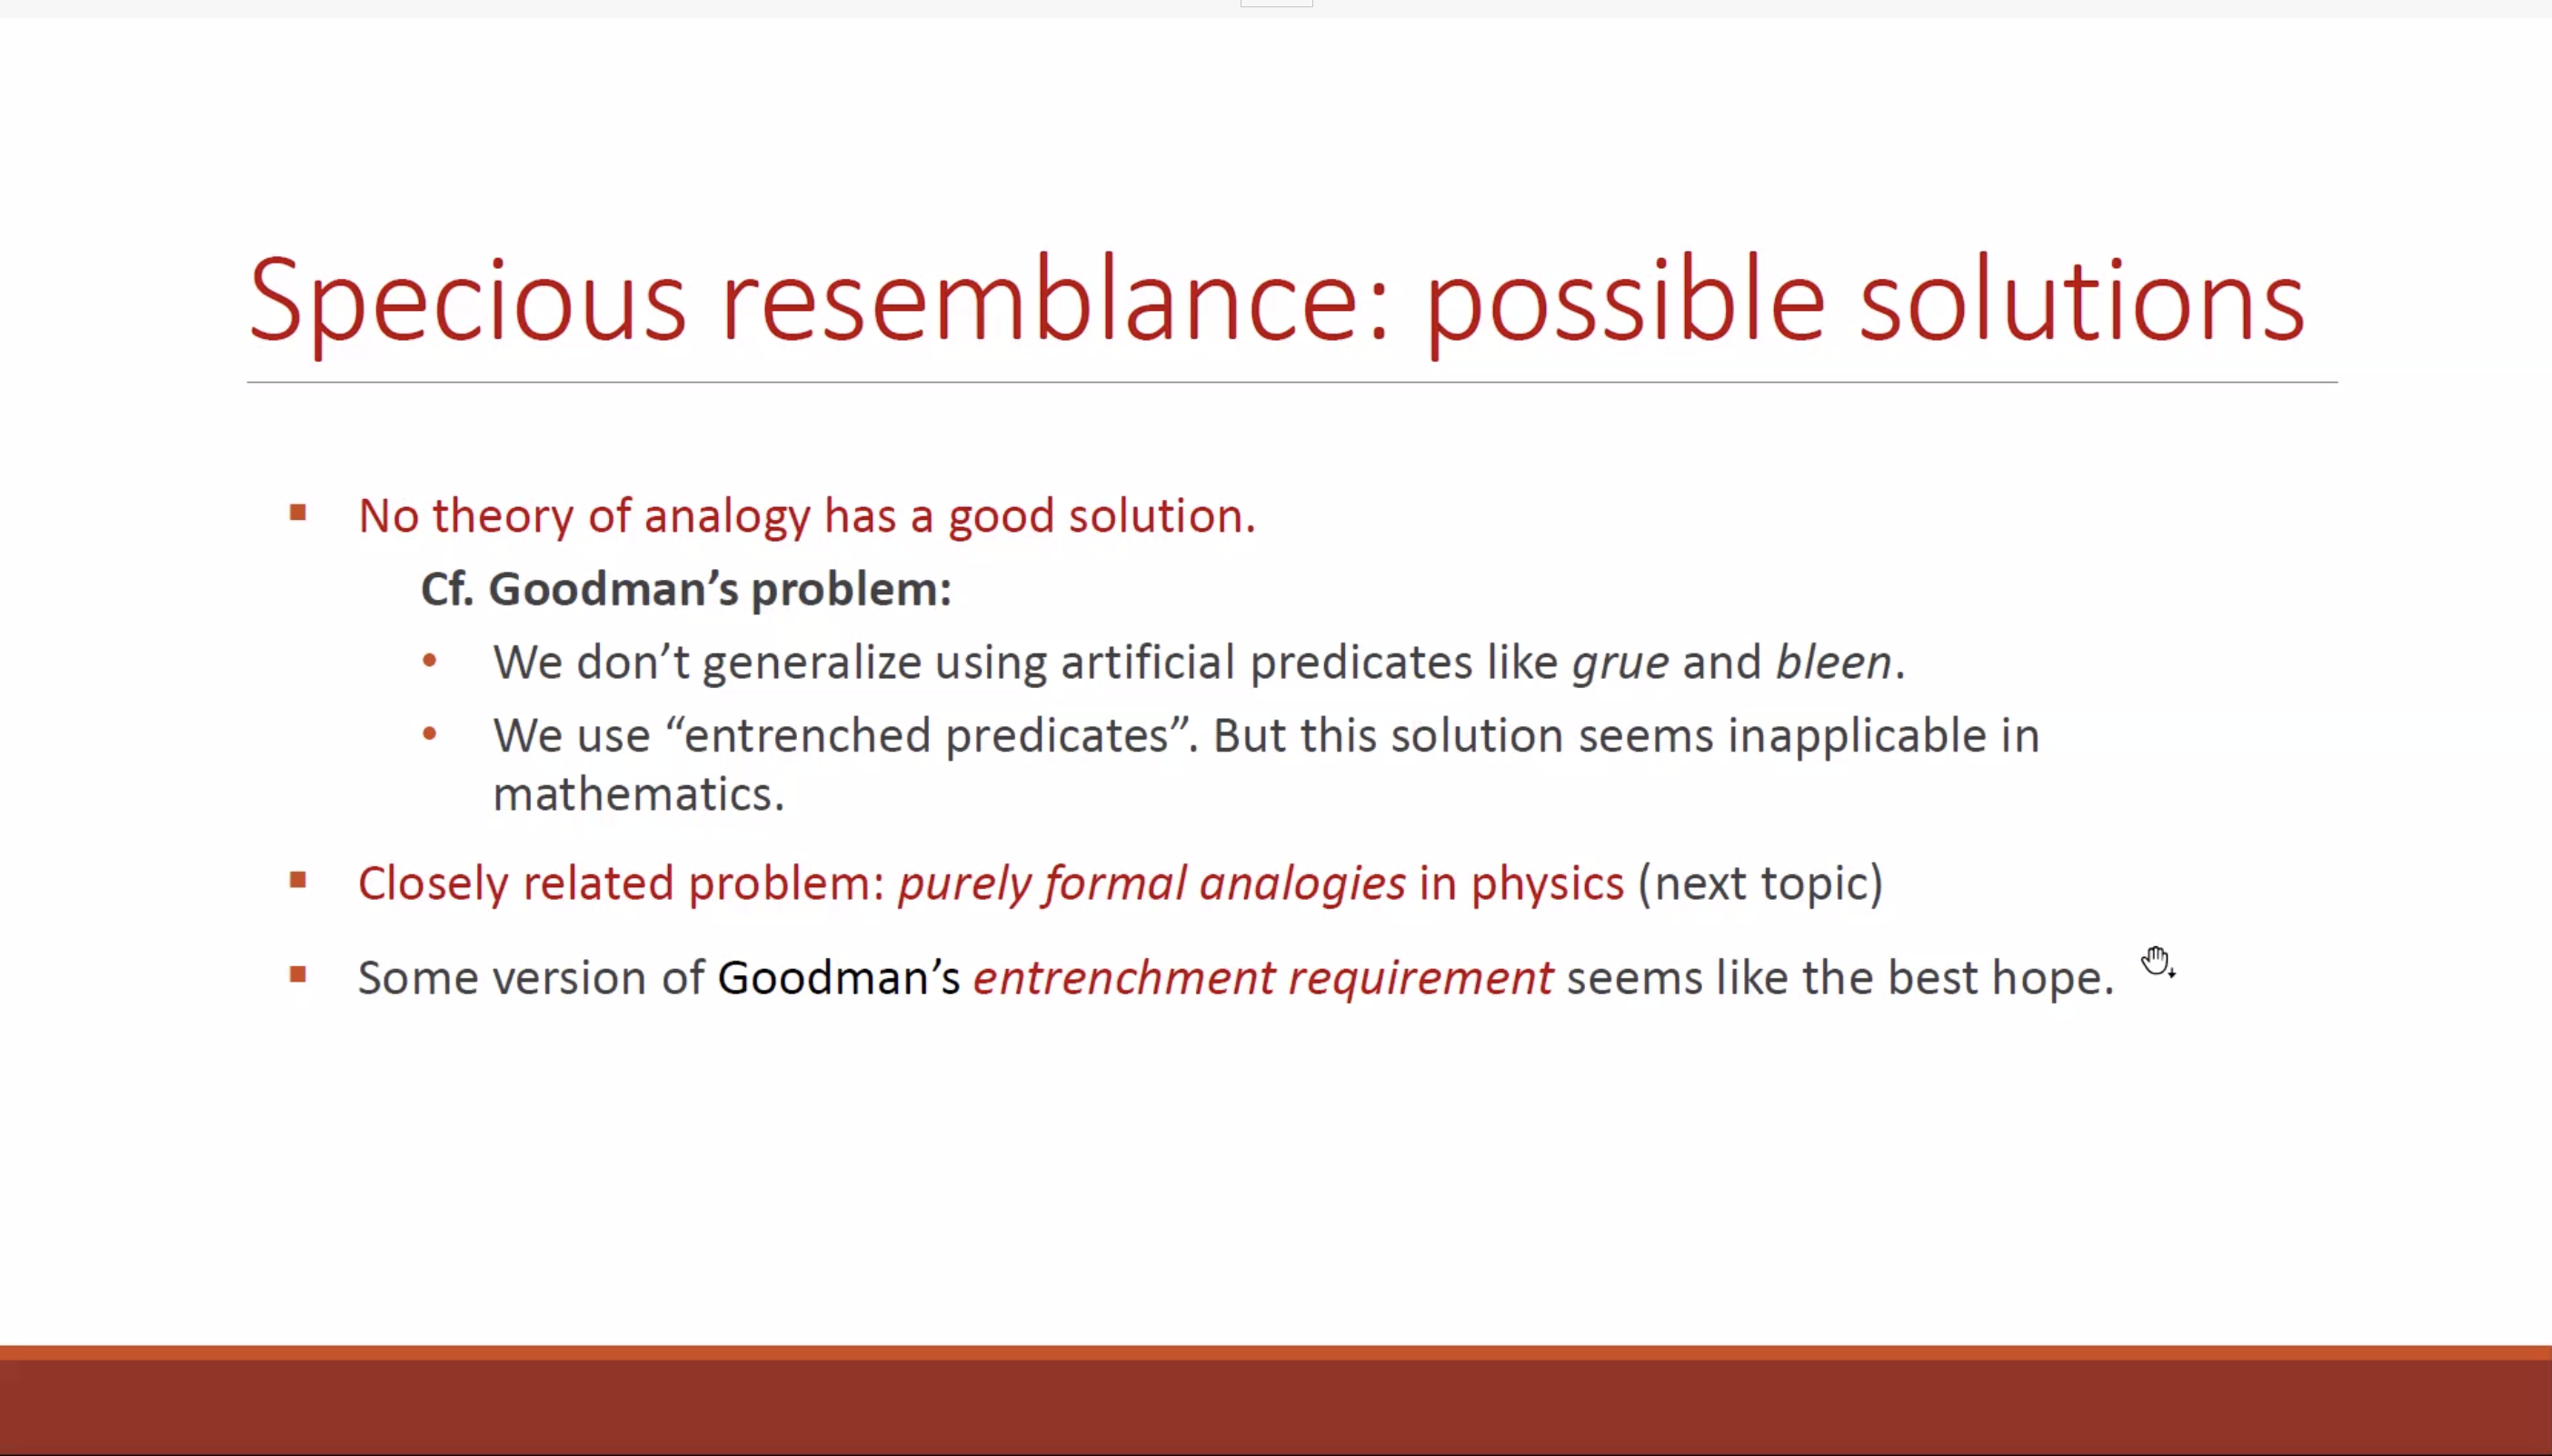 Specious resemblance: possible solutions
No theory of analogy has a good solution.
Cf. Goodman’s problem:
We don’t generalize using artificial predicates like grue and bleen.
We use “entrenched predicates”. But this solution seems inapplicable in
mathematics.
Closely related problem: purely formal analogies in physics (next topic)
Some version of Goodman’s entrenchment requirement seems like the best hope.